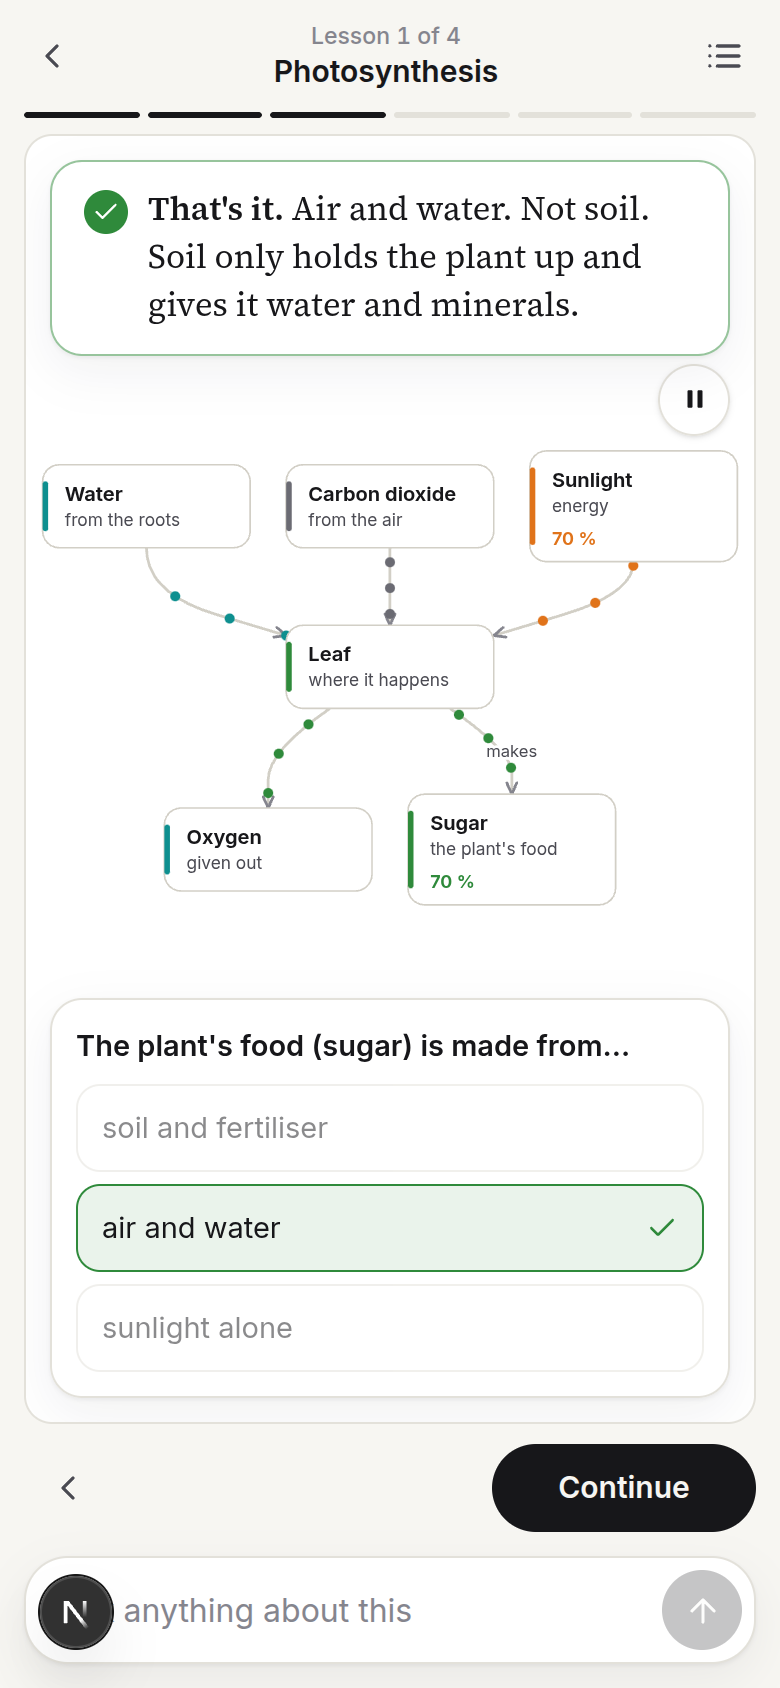 Lesson 1 of 4
Photosynthesis
That's it. Air and water. Not soil.
Soil only holds the plant up and
gives it water and minerals.
Water
from the roots
Carbon dioxide
from the air
Sunlight
energy
70 %
Leaf
where it happens
makes
Oxygen
given out
Sugar
the plant's food
70 %
The plant's food (sugar) is made from...
soil and fertiliser
air and water
sunlight alone
Continue
N
anything about this